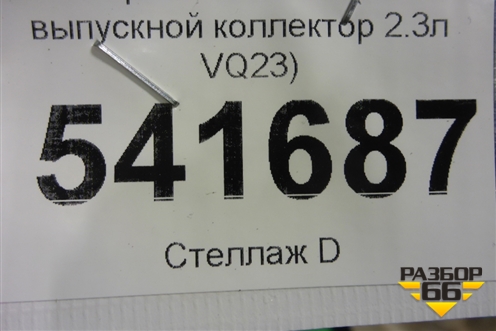 выпускной коллектор 2.3л
VQ23)
541687
Стеллаж D
РАЗБОР
66